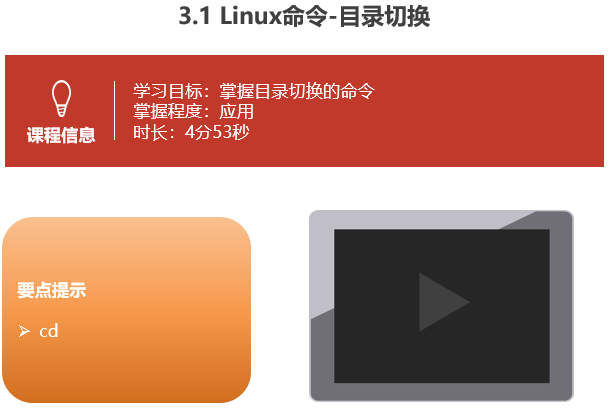 3.1 Linux命令-目录切换
课程信息
学习目标：掌握目录切换的命令
掌握程度：应用
时长：4分53秒
要点提示
➢ cd